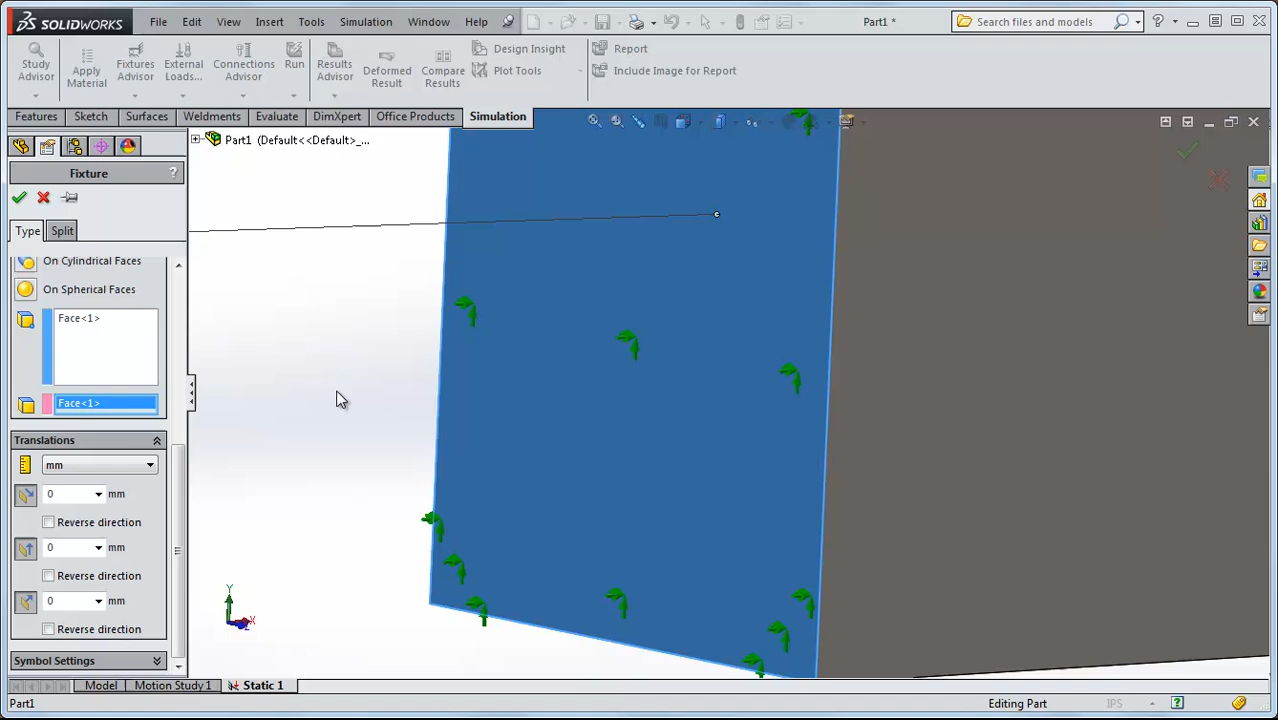 SOLIDWORKS File Edit View Insert Tools Simulation Window Help Part1 * Search files and models ?
Study Advisor Apply Material Fixtures Advisor External Loads... Connections Advisor Run Results Advisor Deformed Result Compare Results Design Insight Plot Tools Report Include Image for Report
Features Sketch Surfaces Weldments Evaluate DimXpert Office Products Simulation
Part1 (Default<<Default>_...
Fixture ?
Type Split
On Cylindrical Faces
On Spherical Faces
Face<1>
Face<1>
Translations
mm
0 mm
Reverse direction
0 mm
Reverse direction
0 mm
Reverse direction
Symbol Settings
Y
X
Z
Model Motion Study 1 Static 1
Part1 Editing Part IPS ?